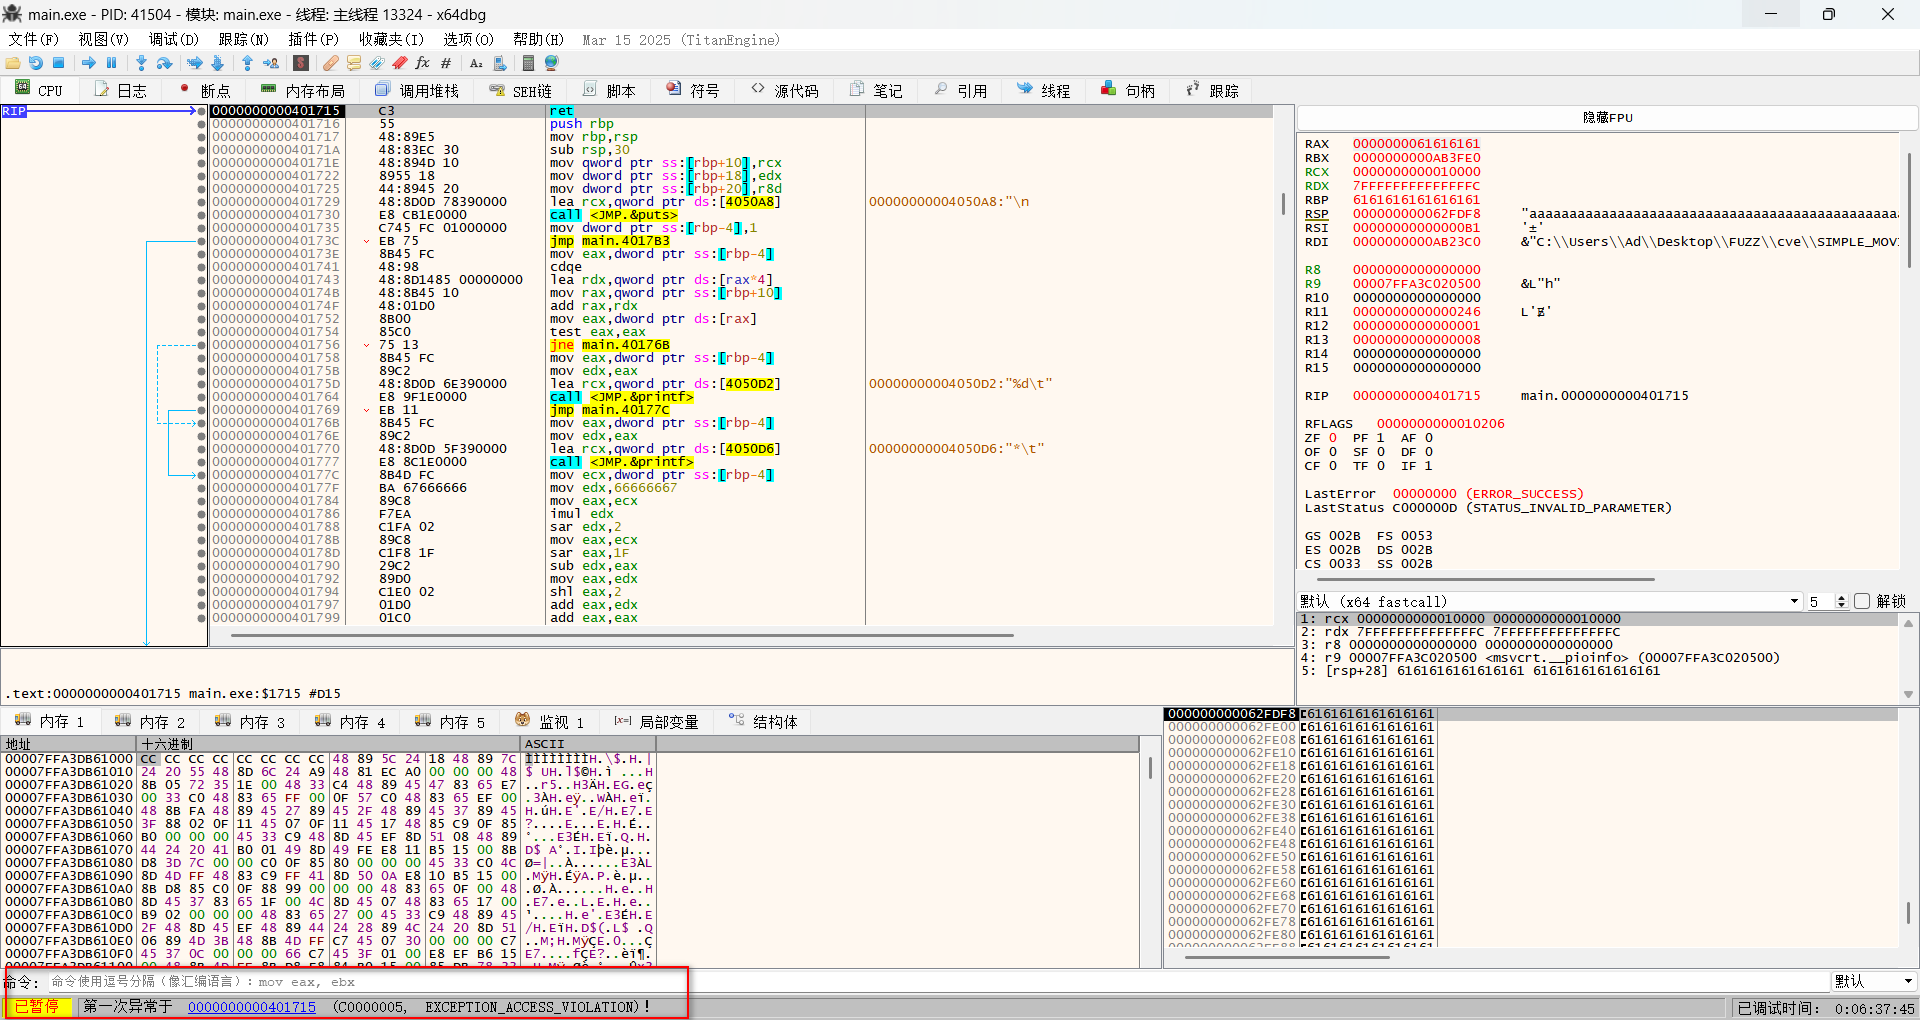 main.exe - PID: 41504 - 模块: main.exe - 线程: 主线程 13324 - x64dbg
文件(F) 视图(V) 调试(D) 跟踪(N) 插件(P) 收藏夹(I) 选项(O) 帮助(H) Mar 15 2025 (TitanEngine)
CPU 日志 断点 内存布局 调用堆栈 SEH链 脚本 符号 源代码 笔记 引用 线程 句柄 跟踪
RIP
0000000000401715 C3 ret
0000000000401716 55 push rbp
0000000000401717 48:89E5 mov rbp,rsp
000000000040171A 48:83EC 30 sub rsp,30
000000000040171E 48:894D 10 mov qword ptr ss:[rbp+10],rcx
0000000000401722 8955 18 mov dword ptr ss:[rbp+18],edx
0000000000401725 44:8945 20 mov dword ptr ss:[rbp+20],r8d
0000000000401729 48:8D0D 78390000 lea rcx,qword ptr ds:[4050A8] 00000000004050A8:"\n
0000000000401730 E8 CB1E0000 call <JMP.&puts>
0000000000401735 C745 FC 01000000 mov dword ptr ss:[rbp-4],1
000000000040173C EB 75 jmp main.4017B3
000000000040173E 8B45 FC mov eax,dword ptr ss:[rbp-4]
0000000000401741 48:98 cdqe
0000000000401743 48:8D1485 00000000 lea rdx,qword ptr ds:[rax*4]
000000000040174B 48:8B45 10 mov rax,qword ptr ss:[rbp+10]
000000000040174F 48:01D0 add rax,rdx
0000000000401752 8B00 mov eax,dword ptr ds:[rax]
0000000000401754 85C0 test eax,eax
0000000000401756 75 13 jne main.40176B
0000000000401758 8B45 FC mov eax,dword ptr ss:[rbp-4]
000000000040175B 89C2 mov edx,eax
000000000040175D 48:8D0D 6E390000 lea rcx,qword ptr ds:[4050D2] 00000000004050D2:"%d\t"
0000000000401764 E8 9F1E0000 call <JMP.&printf>
0000000000401769 EB 11 jmp main.40177C
000000000040176B 8B45 FC mov eax,dword ptr ss:[rbp-4]
000000000040176E 89C2 mov edx,eax
0000000000401770 48:8D0D 5F390000 lea rcx,qword ptr ds:[4050D6] 00000000004050D6:"*\t"
0000000000401777 E8 8C1E0000 call <JMP.&printf>
000000000040177C 8B4D FC mov ecx,dword ptr ss:[rbp-4]
000000000040177F BA 67666666 mov edx,66666667
0000000000401784 89C8 mov eax,ecx
0000000000401786 F7EA imul edx
0000000000401788 C1FA 02 sar edx,2
000000000040178B 89C8 mov eax,ecx
000000000040178D C1F8 1F sar eax,1F
0000000000401790 29C2 sub edx,eax
0000000000401792 89D0 mov eax,edx
0000000000401794 C1E0 02 shl eax,2
0000000000401797 01D0 add eax,edx
0000000000401799 01C0 add eax,eax
.text:0000000000401715 main.exe:$1715 #D15
隐藏FPU
RAX 0000000061616161
RBX 0000000000AB3FE0
RCX 0000000000010000
RDX 7FFFFFFFFFFFFFFC
RBP 6161616161616161
RSP 000000000062FDF8 "aaaaaaaaaaaaaaaaaaaaaaaaaaaaaaaaaaaaaaaaaaaaaa
RSI 00000000000000B1 '±'
RDI 0000000000AB23C0 &"C:\\Users\\Ad\\Desktop\\FUZZ\\cve\\SIMPLE_MOV
R8 0000000000000000
R9 00007FFA3C020500 &L"h"
R10 0000000000000000
R11 0000000000000246
R12 0000000000000001
R13 0000000000000008
R14 0000000000000000
R15 0000000000000000
RIP 0000000000401715 main.0000000000401715
RFLAGS 0000000000010206
ZF 0 PF 1 AF 0
OF 0 SF 0 DF 0
CF 0 TF 0 IF 1
LastError 00000000 (ERROR_SUCCESS)
LastStatus C000000D (STATUS_INVALID_PARAMETER)
GS 002B FS 0053
ES 002B DS 002B
CS 0033 SS 002B
默认 (x64 fastcall) 5 解锁
1: rcx 0000000000010000 0000000000010000
2: rdx 7FFFFFFFFFFFFFFC 7FFFFFFFFFFFFFFC
3: r8 0000000000000000 0000000000000000
4: r9 00007FFA3C020500 <msvcrt.__pioinfo> (00007FFA3C020500)
5: [rsp+28] 6161616161616161 6161616161616161
内存 1 内存 2 内存 3 内存 4 内存 5 监视 1 [x=] 局部变量 结构体
地址 十六进制 ASCII
00007FFA3DB61000 CC CC CC CC CC CC CC CC 48 89 5C 24 18 48 89 7C
00007FFA3DB61010 24 20 55 48 8D 6C 24 A9 48 81 EC A0 00 00 00 48
00007FFA3DB61020 8B 05 72 35 1E 00 48 33 C4 48 89 45 47 83 65 E7
00007FFA3DB61030 00 33 C0 48 83 65 FF 00 0F 57 C0 48 83 65 EF 00
00007FFA3DB61040 48 8B FA 48 89 45 27 89 45 2F 48 89 45 37 89 45
00007FFA3DB61050 3F 88 02 0F 11 45 07 0F 11 45 17 48 85 C9 0F 85
00007FFA3DB61060 B0 00 00 00 45 33 C9 48 8D 45 EF 8D 51 08 48 89
00007FFA3DB61070 44 24 20 41 B0 01 49 8D 49 FE E8 11 B5 15 00 8B
00007FFA3DB61080 D8 3D 7C 00 00 C0 0F 85 80 00 00 00 45 33 C0 4C
00007FFA3DB61090 8D 4D FF 48 83 C9 FF 41 8D 50 0A E8 10 B5 15 00
00007FFA3DB610A0 8B D8 85 C0 0F 88 99 00 00 00 48 83 65 0F 00 48
00007FFA3DB610B0 8D 45 37 83 65 1F 00 4C 8D 45 07 48 83 65 17 00
00007FFA3DB610C0 B9 02 00 00 00 48 83 65 27 00 45 33 C9 48 89 45
00007FFA3DB610D0 2F 48 8D 45 EF 48 89 44 24 28 89 4C 24 20 8D 51
00007FFA3DB610E0 06 89 4D 3B 48 8B 4D FF C7 45 07 30 00 00 00 C7
00007FFA3DB610F0 45 37 0C 00 00 00 66 C7 45 3F 01 00 E8 EF B6 15
000000000062FDF8 6161616161616161
000000000062FE00 6161616161616161
000000000062FE08 6161616161616161
000000000062FE10 6161616161616161
000000000062FE18 6161616161616161
000000000062FE20 6161616161616161
000000000062FE28 6161616161616161
000000000062FE30 6161616161616161
000000000062FE38 6161616161616161
000000000062FE40 6161616161616161
000000000062FE48 6161616161616161
000000000062FE50 6161616161616161
000000000062FE58 6161616161616161
000000000062FE60 6161616161616161
000000000062FE68 6161616161616161
000000000062FE70 6161616161616161
000000000062FE78 6161616161616161
000000000062FE80 6161616161616161
命令: 命令使用逗号分隔（像汇编语言）: mov eax, ebx 默认
已暂停 第一次异常于 0000000000401715 (C0000005, EXCEPTION_ACCESS_VIOLATION)! 已调试时间: 0:06:37:45